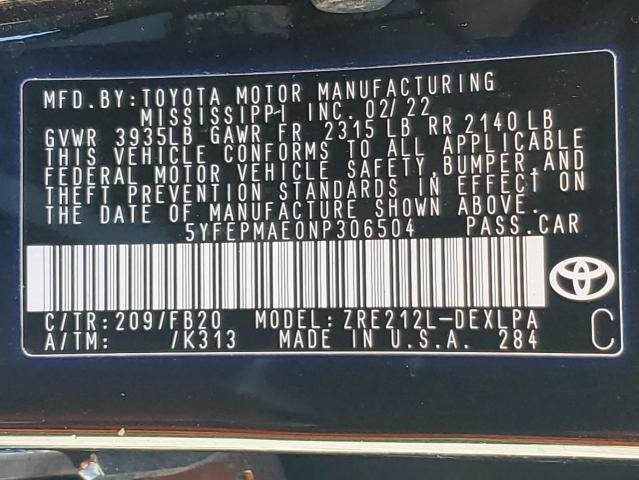 MFD. BY: TOYOTA MOTOR MANUFACTURING
MISSISSIPPI INC. 02/22
GVWR 3935LB GAWR FR 2315 LB RR 2140 LB
THIS VEHICLE CONFORMS TO ALL APPLICABLE
FEDERAL MOTOR VEHICLE SAFETY, BUMPER, AND
THEFT PREVENTION STANDARDS IN EFFECT ON
THE DATE OF MANUFACTURE SHOWN ABOVE.
5YFEPMAE0NP306504 PASS. CAR
C/TR: 209/FB20 MODEL: ZRE212L-DEXLPA
A/TM: /K313 MADE IN U.S.A. 284
C